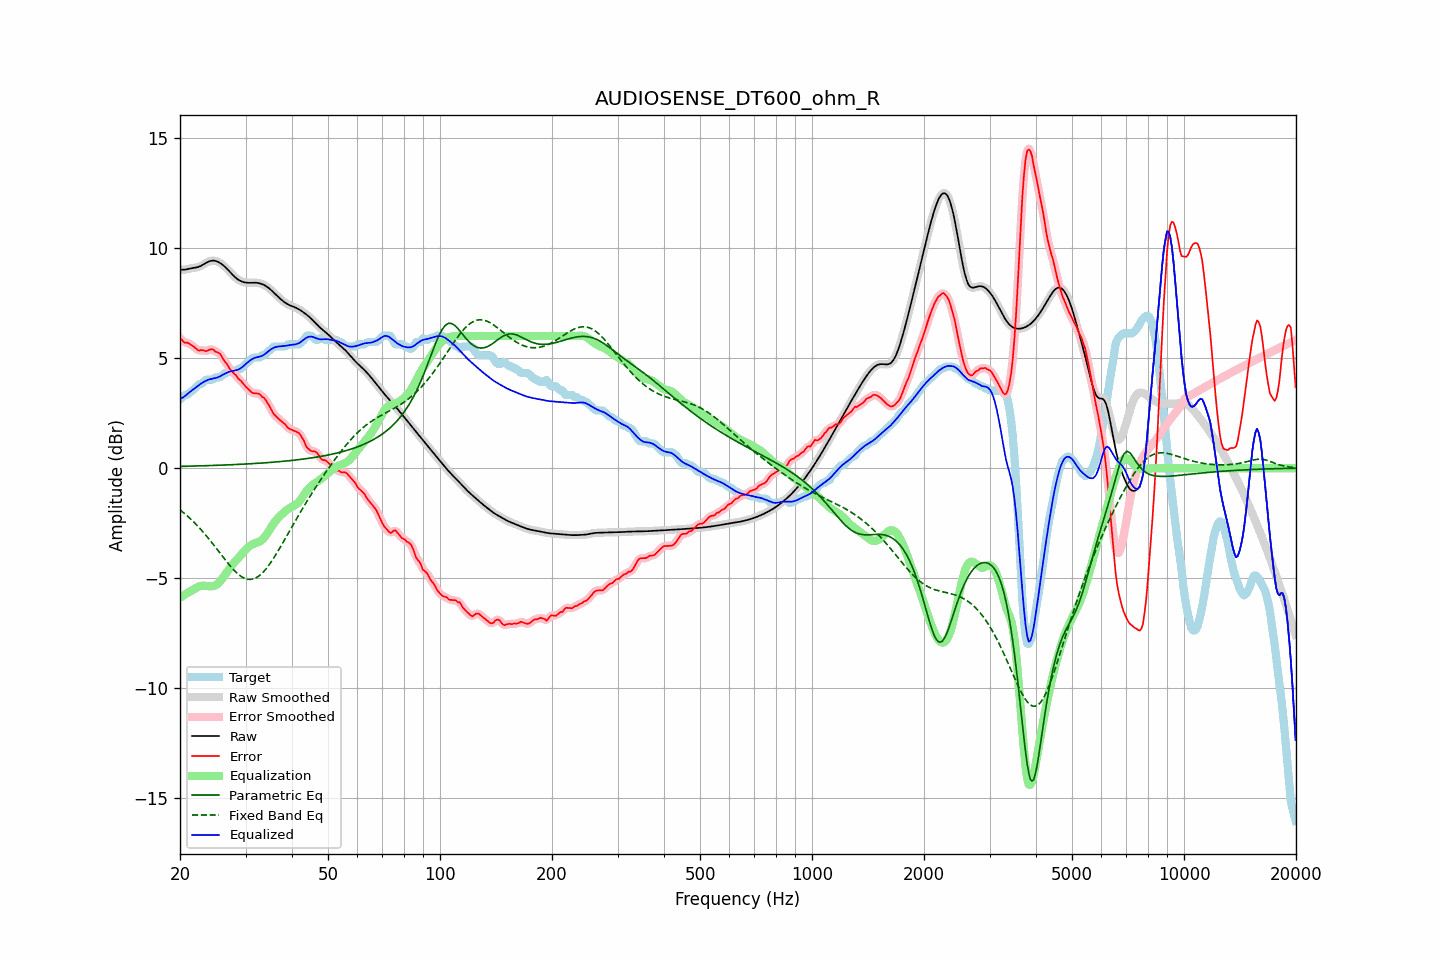 AUDIOSENSE_DT600_ohm_R
Amplitude (dBr)
15
10
5
0
−5
−10
−15
Target
Raw Smoothed
Error Smoothed
Raw
Error
Equalization
Parametric Eq
Fixed Band Eq
Equalized
20 50 100 200 500 1000 2000 5000 10000 20000
Frequency (Hz)